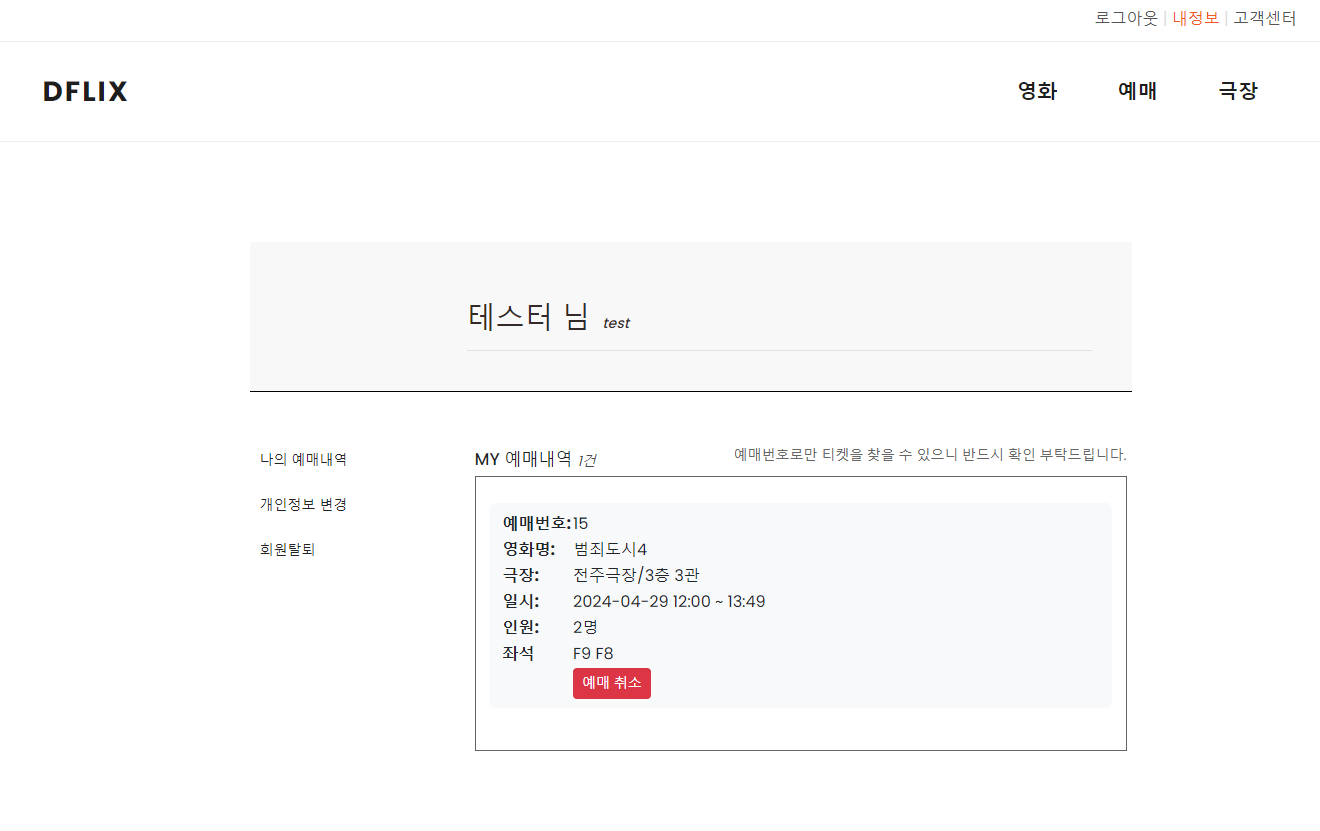 로그아웃 | 내정보 | 고객센터
DFLIX
영화 예매 극장
테스터 님 test
나의 예매내역
개인정보 변경
회원탈퇴
MY 예매내역 1건
예매번호로만 티켓을 찾을 수 있으니 반드시 확인 부탁드립니다.
예매번호:15
영화명: 범죄도시4
극장: 전주극장/3층 3관
일시: 2024-04-29 12:00 ~ 13:49
인원: 2명
좌석 F9 F8
예매 취소